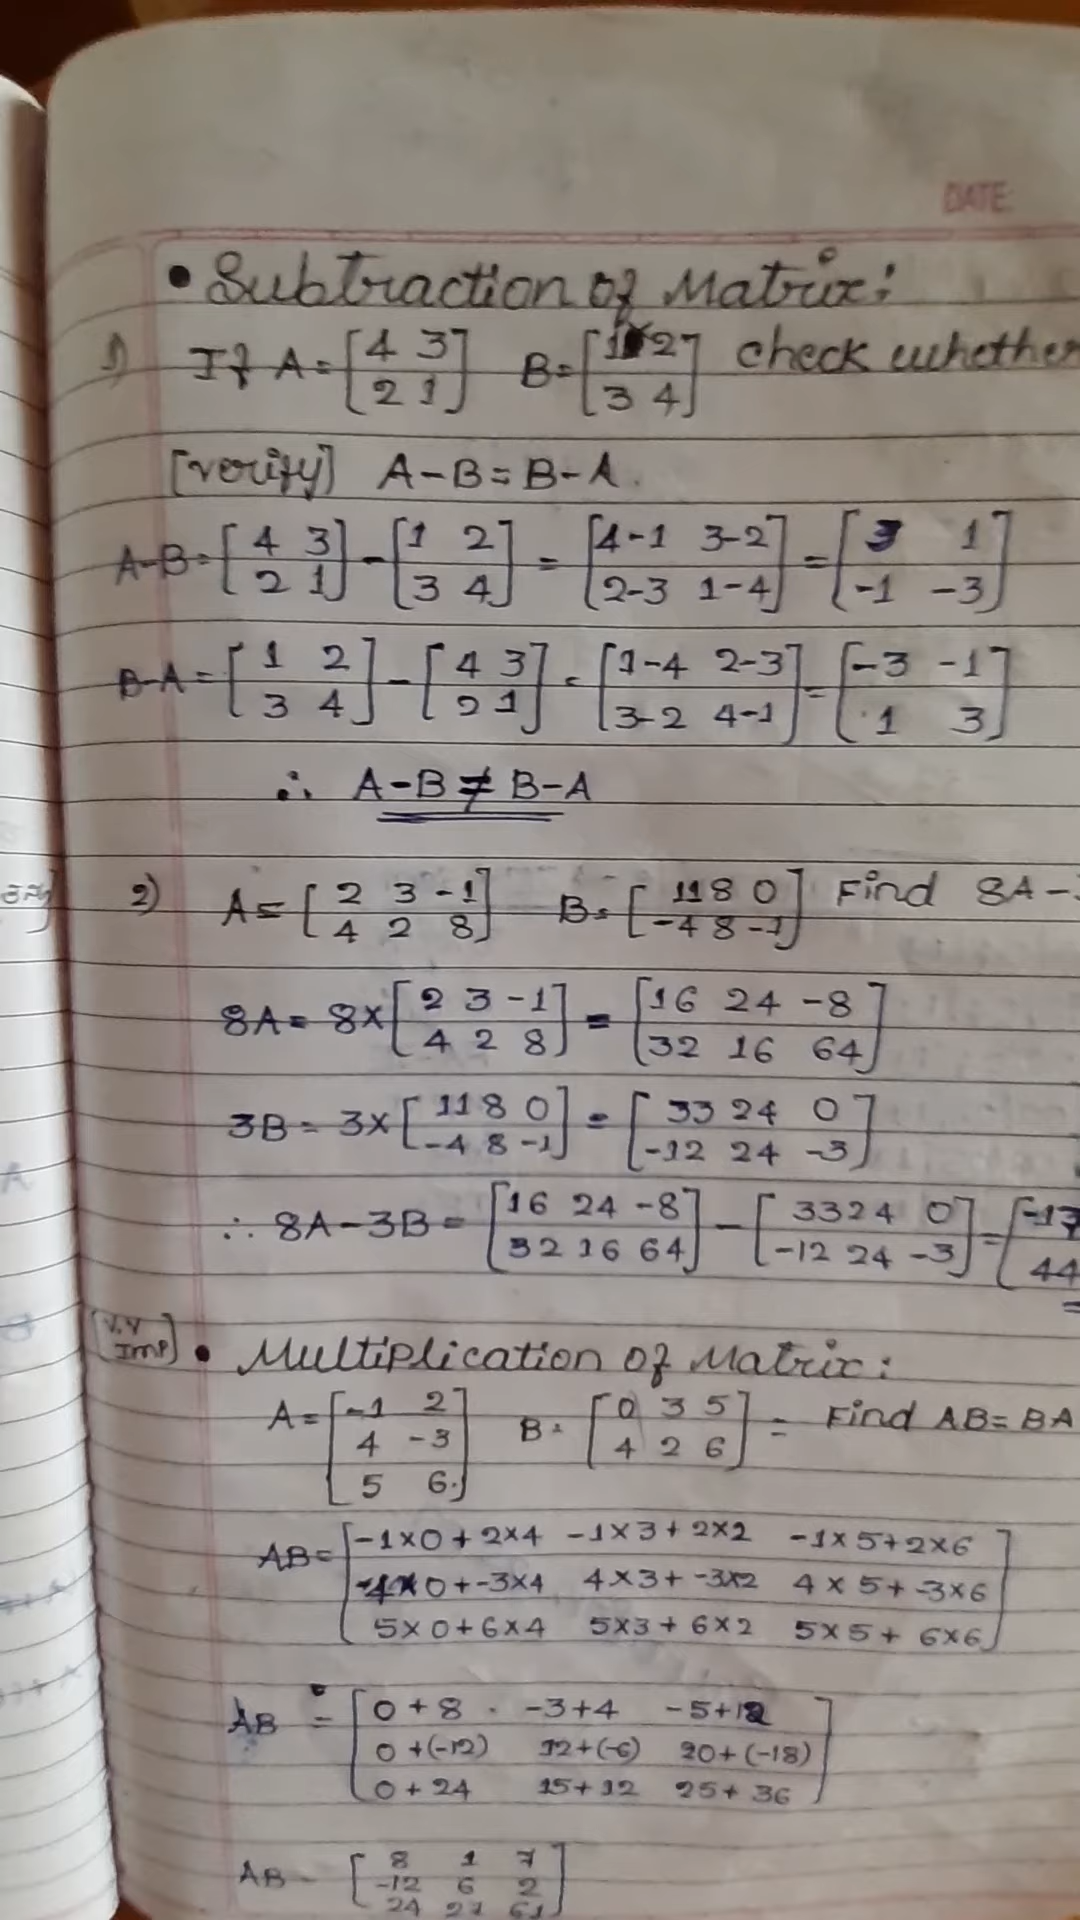 DATE:
• Subtraction of Matrix:
1) If A = [4 3] B = [1 2] check whether
[2 1] [3 4]
[verify] A-B = B-A.
A-B = [4 3] - [1 2] = [4-1 3-2] = [3 1]
[2 1] [3 4] [2-3 1-4] [-1 -3]
B-A = [1 2] - [4 3] = [1-4 2-3] = [-3 -1]
[3 4] [2 1] [3-2 4-1] [1 3]
∴ A-B ≠ B-A
2) A = [2 3 -1] B = [11 8 0] Find 8A -
[4 2 8] [-4 8 -1]
8A = 8× [2 3 -1] = [16 24 -8]
[4 2 8] [32 16 64]
3B = 3× [11 8 0] = [33 24 0]
[-4 8 -1] [-12 24 -3]
∴ 8A-3B = [16 24 -8] - [33 24 0] = [-17
[32 16 64] [-12 24 -3] [44
[V.V
Imp] • Multiplication of Matrix:
A = [-1 2] B = [0 3 5] = Find AB = BA
[4 -3] [4 2 6]
[5 6.]
AB = [-1×0+2×4 -1×3+2×2 -1×5+2×6]
[4×0+-3×4 4×3+-3×2 4×5+-3×6]
[5×0+6×4 5×3+6×2 5×5+6×6]
AB = [0+8 -3+4 -5+12]
[0+(-12) 12+(-6) 20+(-18)]
[0+24 15+12 25+36]
AB = [8 1 7]
[-12 6 2]
[24 27 61]